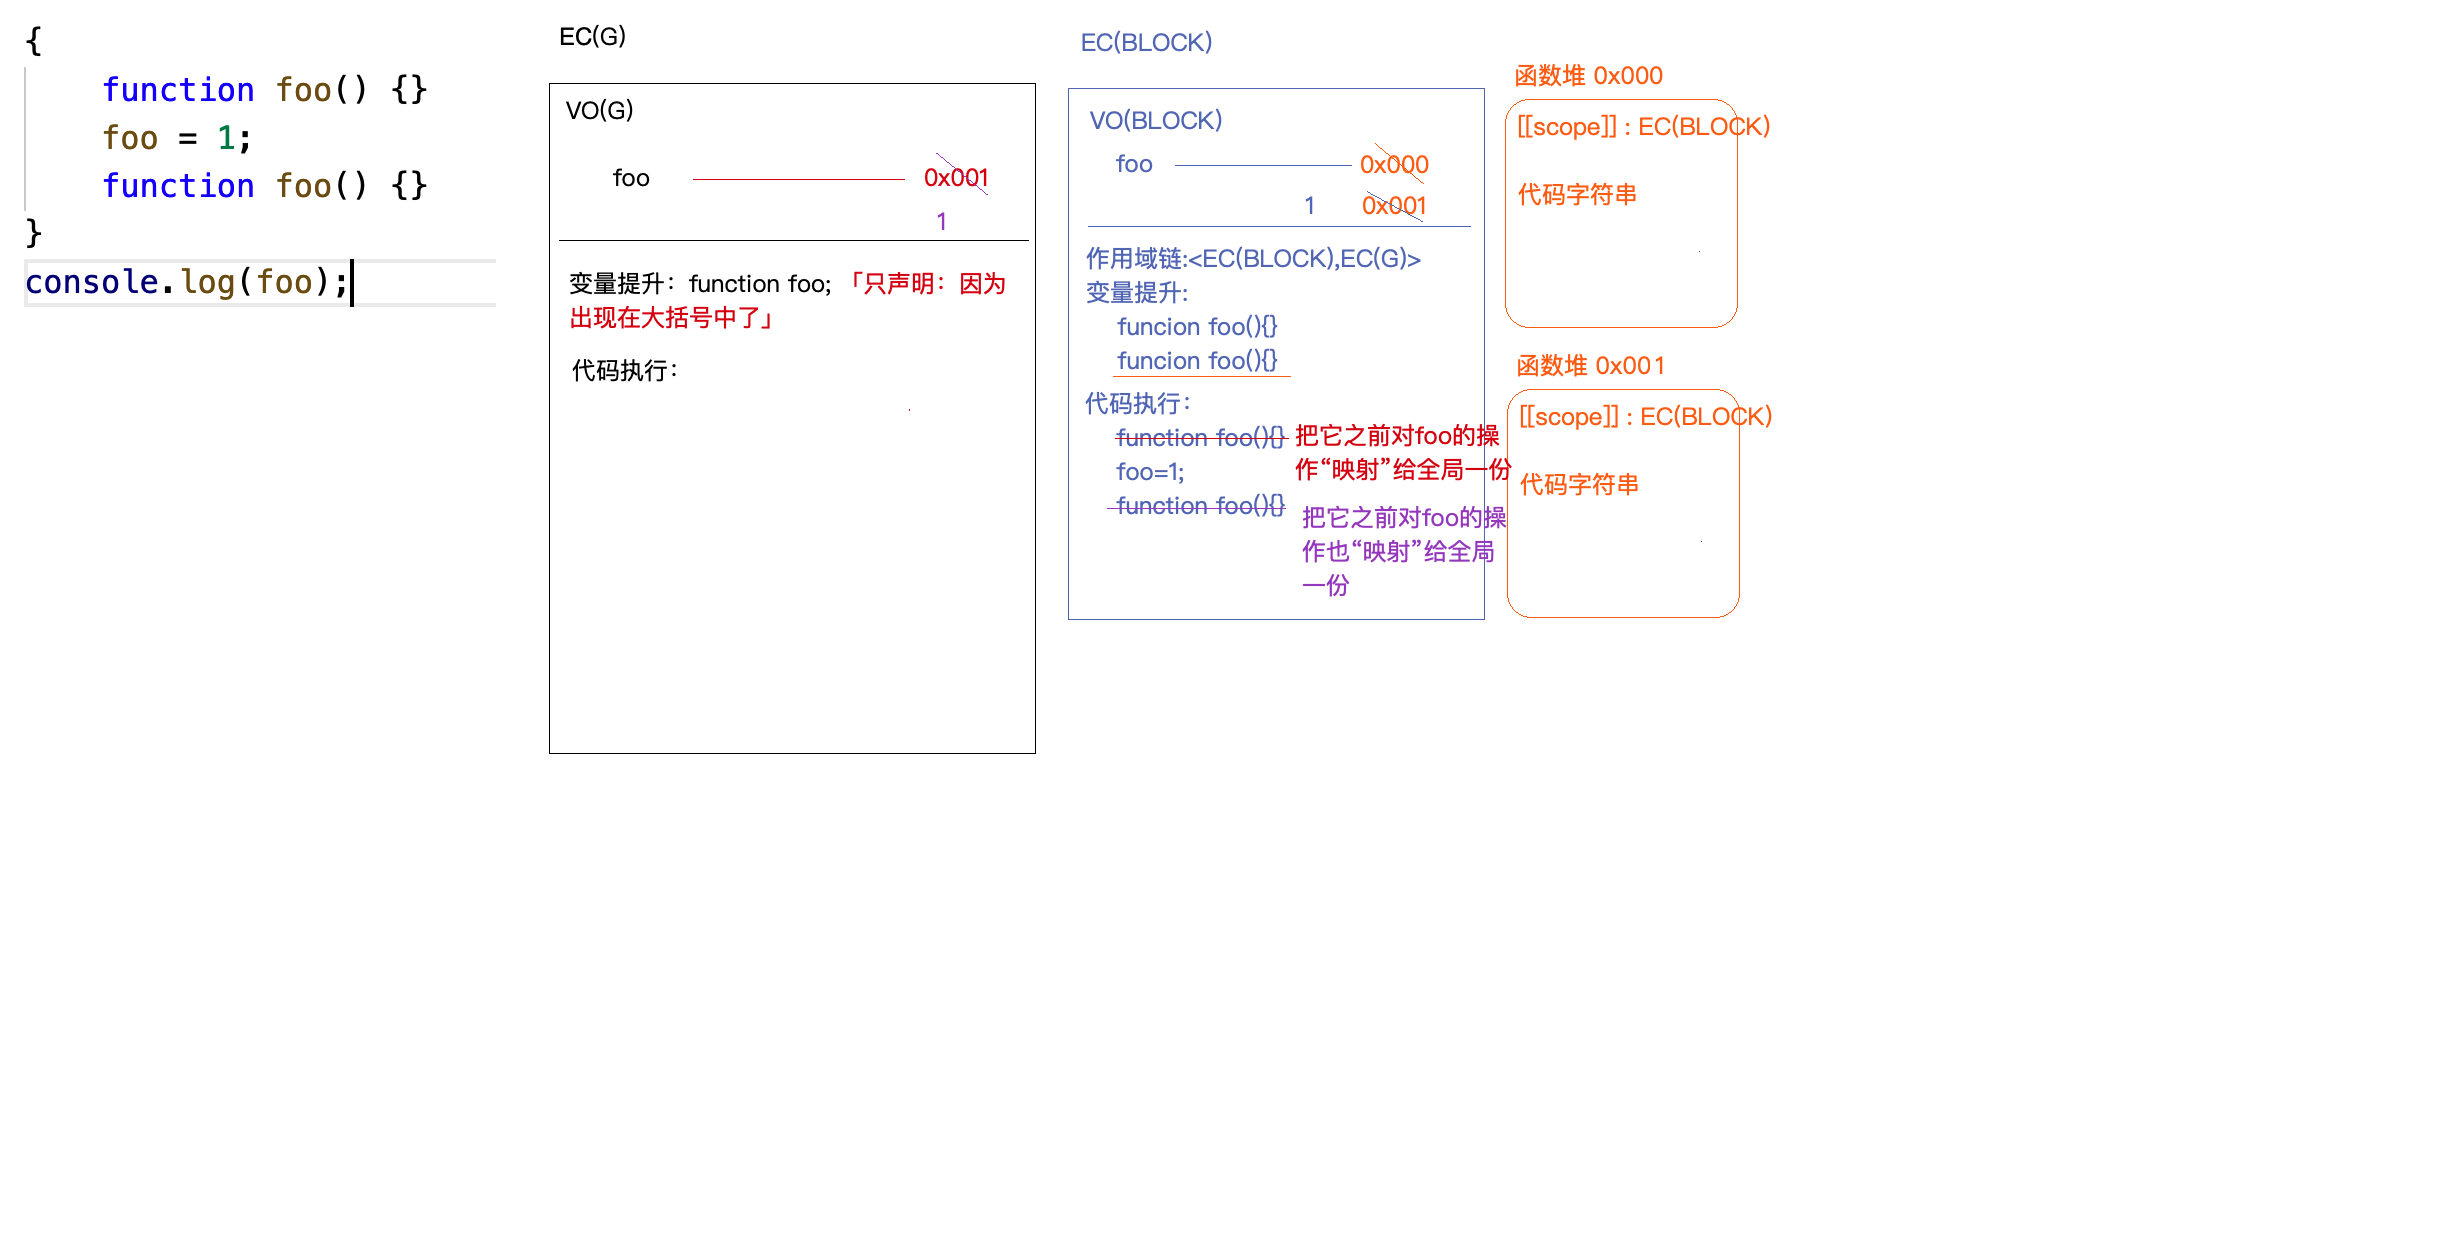 {
    function foo() {}
    foo = 1;
    function foo() {}
}
console.log(foo);
EC(G)
VO(G)
foo
0x001
1
变量提升：function foo;「只声明：因为
出现在大括号中了」
代码执行：
EC(BLOCK)
VO(BLOCK)
foo
0x000
1
0x001
作用域链:<EC(BLOCK),EC(G)>
变量提升:
funcion foo(){}
funcion foo(){}
代码执行：
function foo(){}
把它之前对foo的操
作“映射”给全局一份
foo=1;
function foo(){}
把它之前对foo的操
作也“映射”给全局
一份
函数堆 0x000
[[scope]] : EC(BLOCK)
代码字符串
函数堆 0x001
[[scope]] : EC(BLOCK)
代码字符串